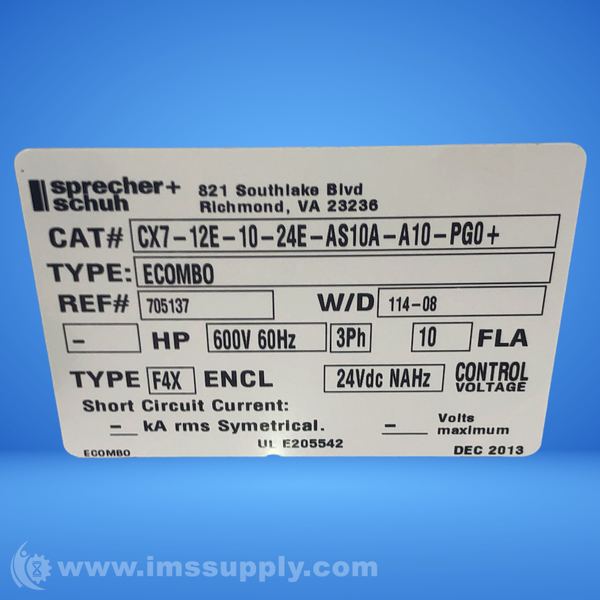 sprecher+ schuh
821 Southlake Blvd
Richmond, VA 23236
CAT# CX7-12E-10-24E-AS10A-A10-PG0+
TYPE: ECOMBO
REF# 705137 W/D 114-08
- HP 600V 60Hz 3Ph 10 FLA
TYPE F4X ENCL 24Vdc NAHz CONTROL VOLTAGE
Short Circuit Current:
- kA rms Symetrical. - Volts maximum
UL E205542
ECOMBO DEC 2013
www.imssupply.com